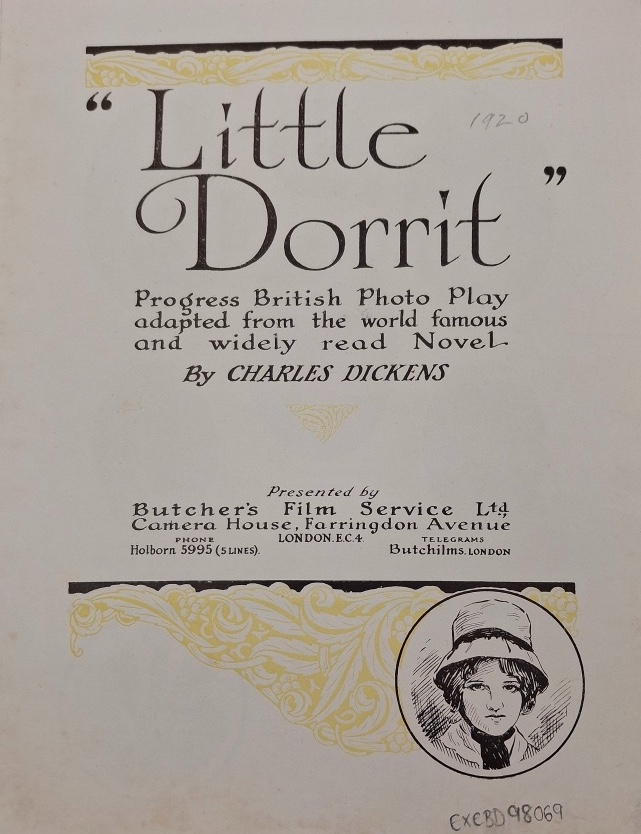 "Little
1920
Dorrit"
Progress British Photo Play
adapted from the world famous
and widely read Novel
By CHARLES DICKENS
Presented by
Butcher's Film Service Ltd.,
Camera House, Farringdon Avenue
PHONE LONDON. E.C.4. TELEGRAMS
Holborn 5995 (5 LINES). Butchilms. LONDON
EXEBD 98069